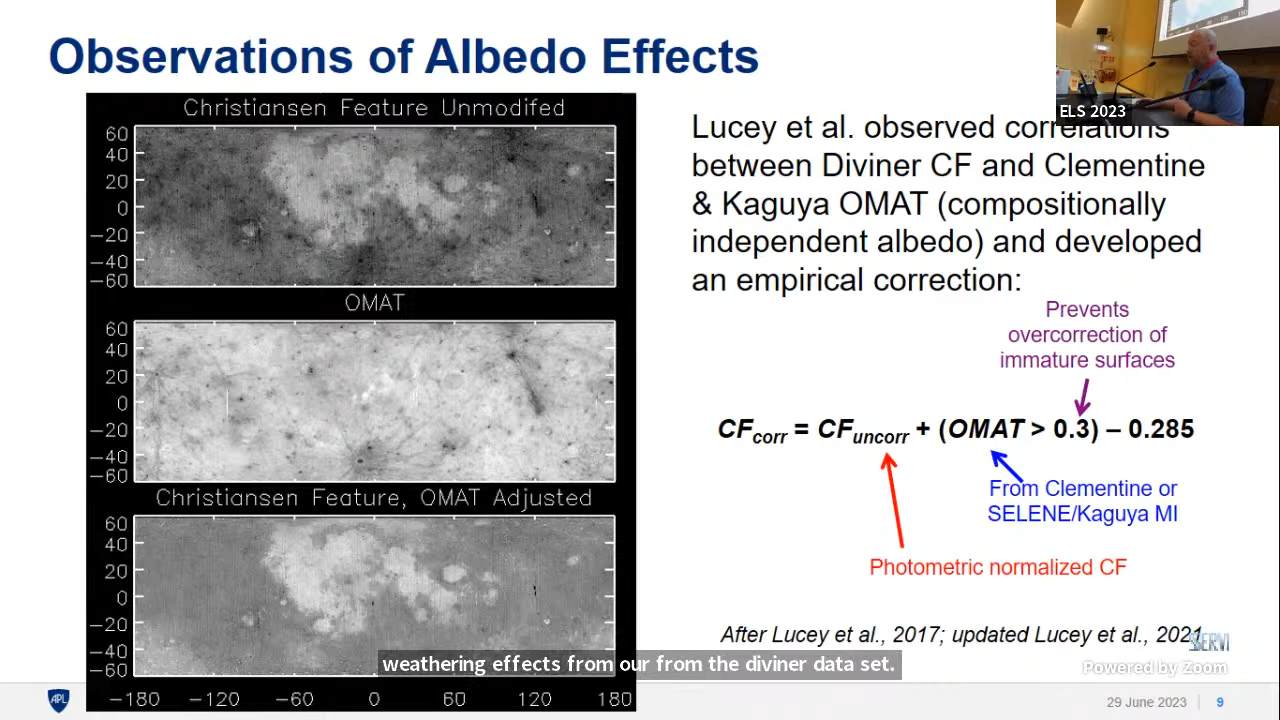 Observations of Albedo Effects
ELS 2023
Christiansen Feature Unmodifed
60
40
20
0
−20
−40
−60
OMAT
60
40
20
0
−20
−40
−60
Christiansen Feature, OMAT Adjusted
60
40
20
0
−20
−40
−60
−180 −120 −60 0 60 120 180
Lucey et al. observed correlations
between Diviner CF and Clementine
& Kaguya OMAT (compositionally
independent albedo) and developed
an empirical correction:
Prevents
overcorrection of
immature surfaces
CFcorr = CFuncorr + (OMAT > 0.3) – 0.285
From Clementine or
SELENE/Kaguya MI
Photometric normalized CF
After Lucey et al., 2017; updated Lucey et al., 2021
SSERVI
weathering effects from our from the diviner data set.
Powered by Zoom
APL
29 June 2023 | 9